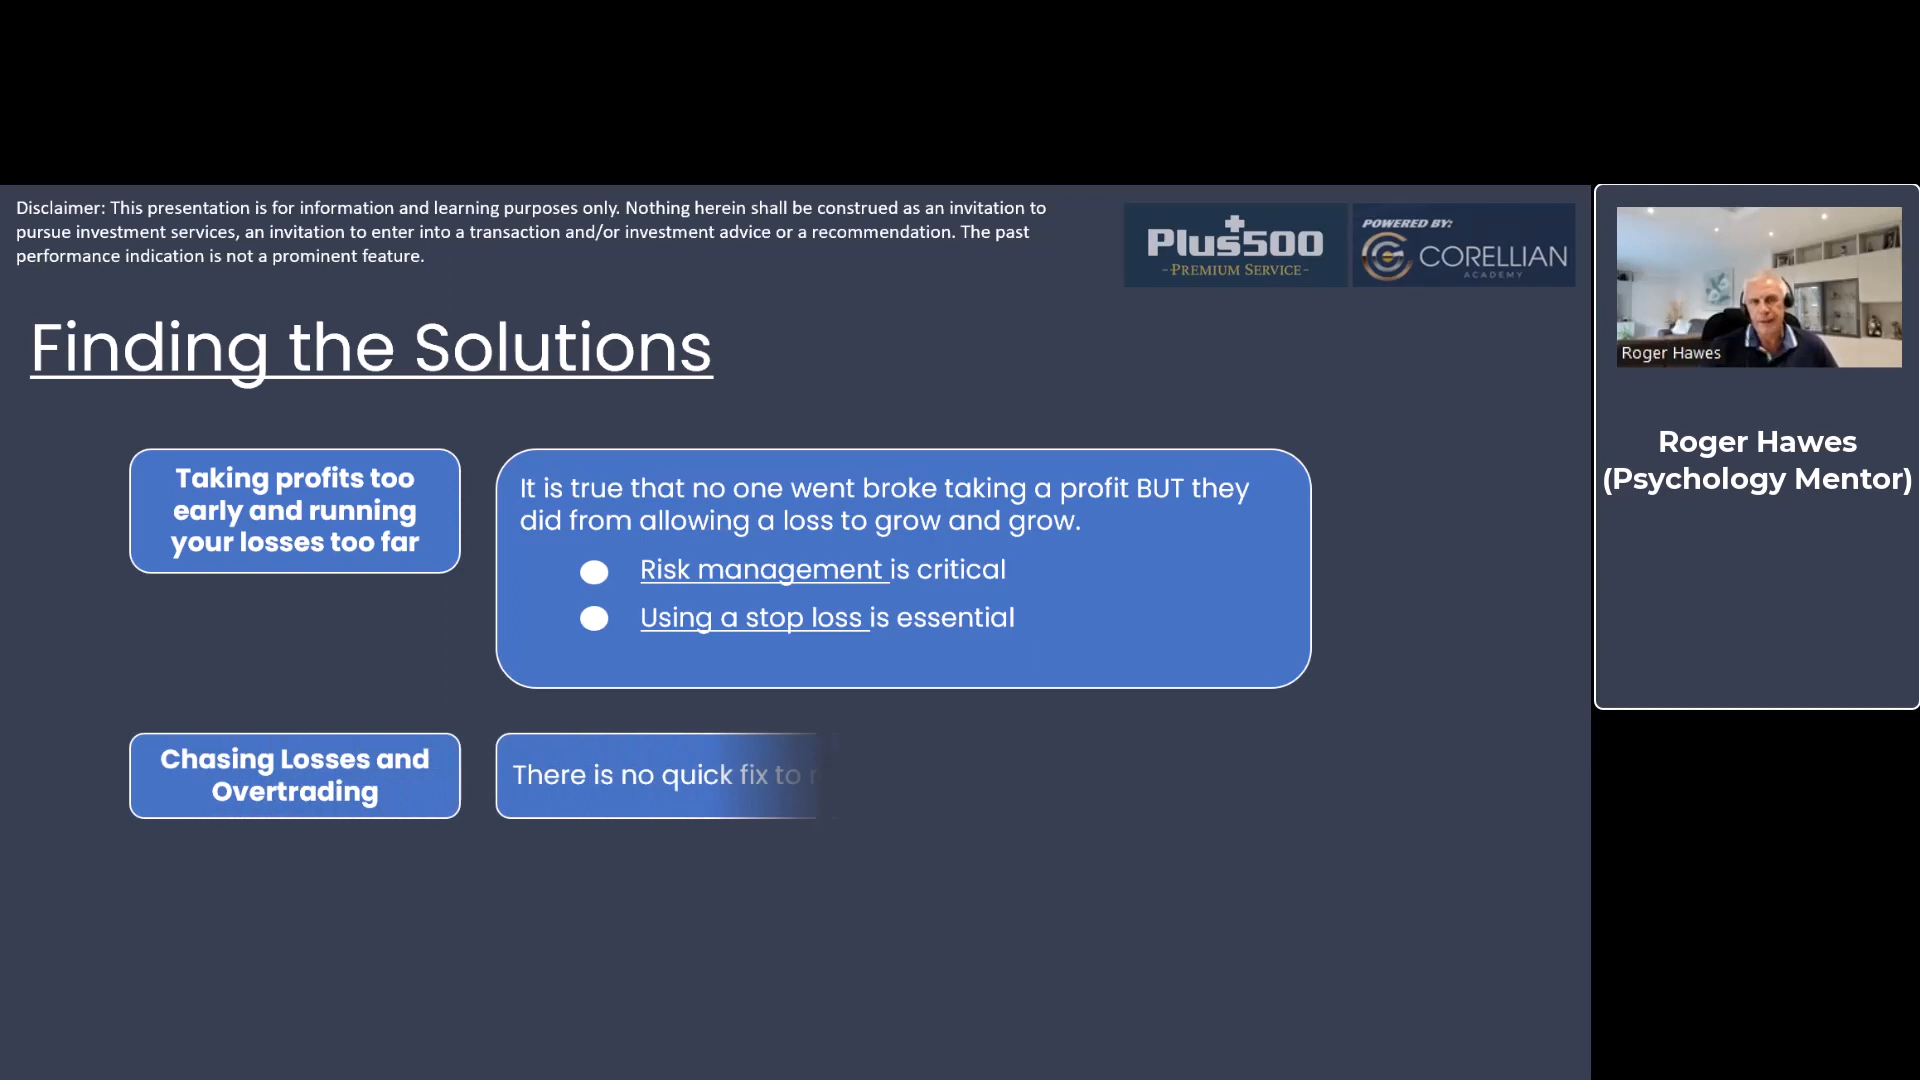 Disclaimer: This presentation is for information and learning purposes only. Nothing herein shall be construed as an invitation to
pursue investment services, an invitation to enter into a transaction and/or investment advice or a recommendation. The past
performance indication is not a prominent feature.
Plus500
-PREMIUM SERVICE-
POWERED BY:
CORELLIAN
ACADEMY
Finding the Solutions
Taking profits too
early and running
your losses too far
It is true that no one went broke taking a profit BUT they
did from allowing a loss to grow and grow.
Risk management is critical
Using a stop loss is essential
Chasing Losses and
Overtrading
There is no quick fix to
Roger Hawes
Roger Hawes
(Psychology Mentor)